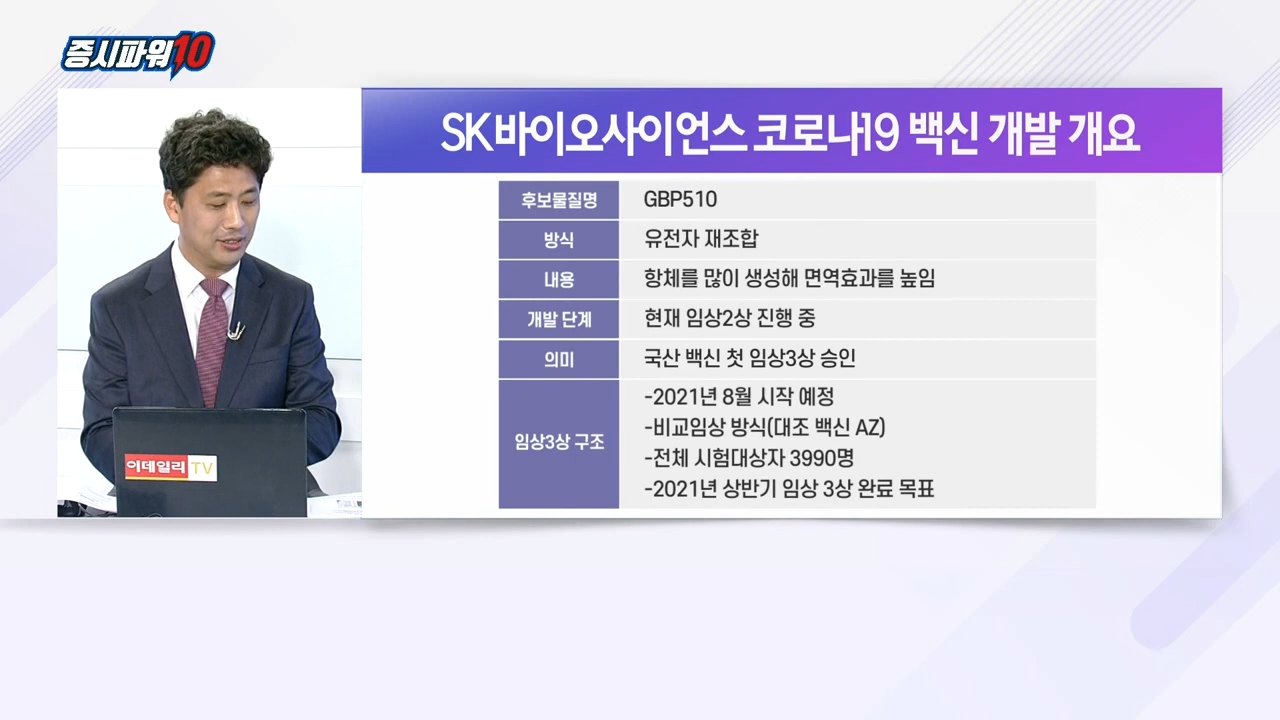 증시파워10
SK바이오사이언스 코로나19 백신 개발 개요
후보물질명 GBP510
방식 유전자 재조합
내용 항체를 많이 생성해 면역효과를 높임
개발 단계 현재 임상2상 진행 중
의미 국산 백신 첫 임상3상 승인
임상3상 구조
-2021년 8월 시작 예정
-비교임상 방식(대조 백신 AZ)
-전체 시험대상자 3990명
-2021년 상반기 임상 3상 완료 목표
이데일리TV